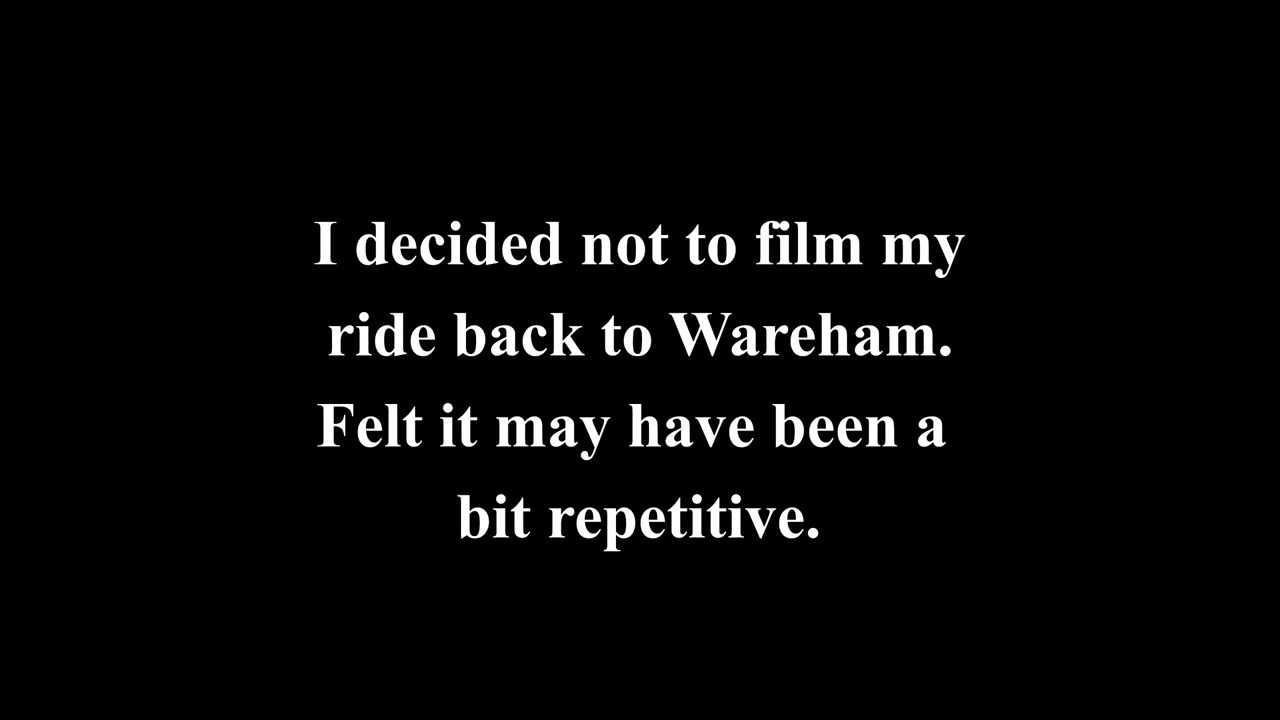 I decided not to film my
ride back to Wareham.
Felt it may have been a
bit repetitive.